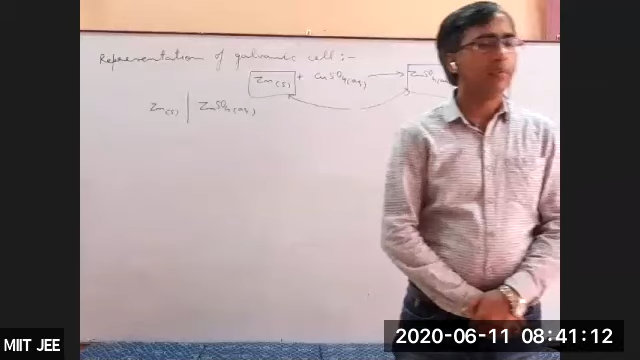 Representation of galvanic cell :-
Zn(s) + CuSO4(aq) → ZnSO4(aq)
Zn(s) | ZnSO4(aq)
MIIT JEE
2020-06-11 08:41:12